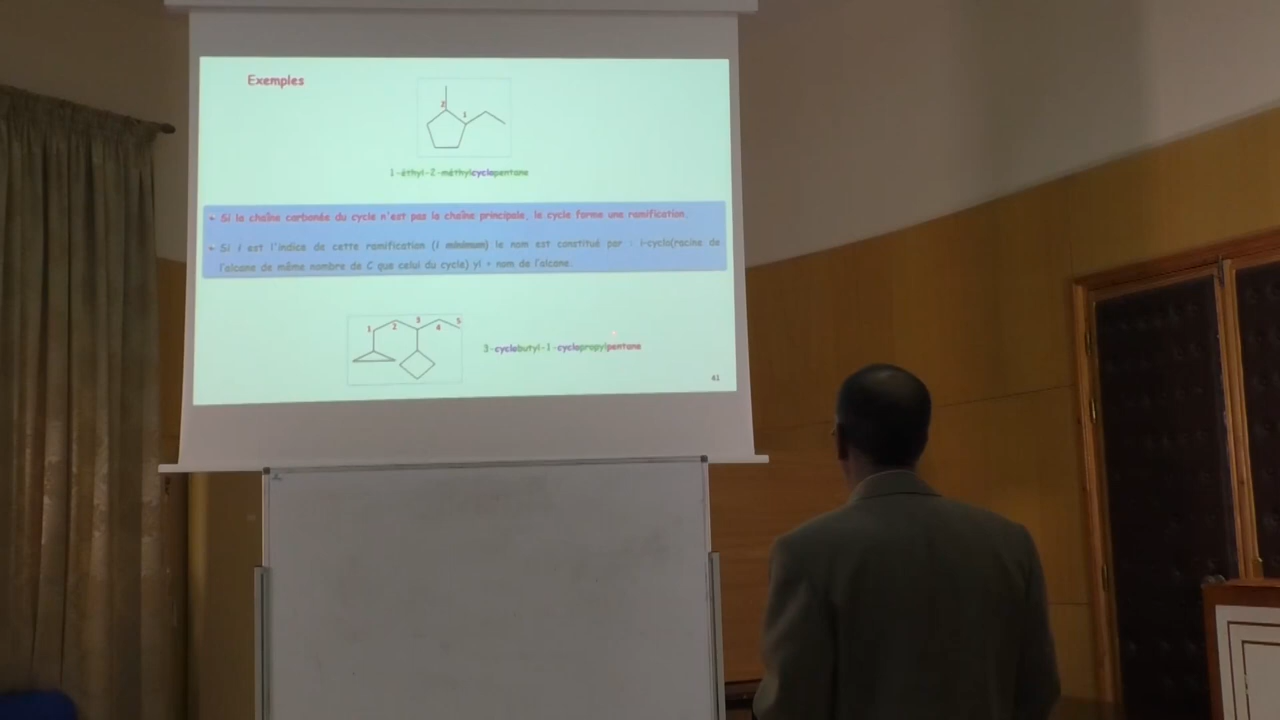 Exemples
2
1
1-éthyl-2-méthylcyclopentane
Si la chaîne carbonée du cycle n'est pas la chaîne principale, le cycle forme une ramification.
Si i est l'indice de cette ramification (i minimum) le nom est constitué par : i-cyclo(racine de
l'alcane de même nombre de C que celui du cycle) yl + nom de l'alcane.
1 2 3 4 5
3-cyclobutyl-1-cyclopropylpentane
41